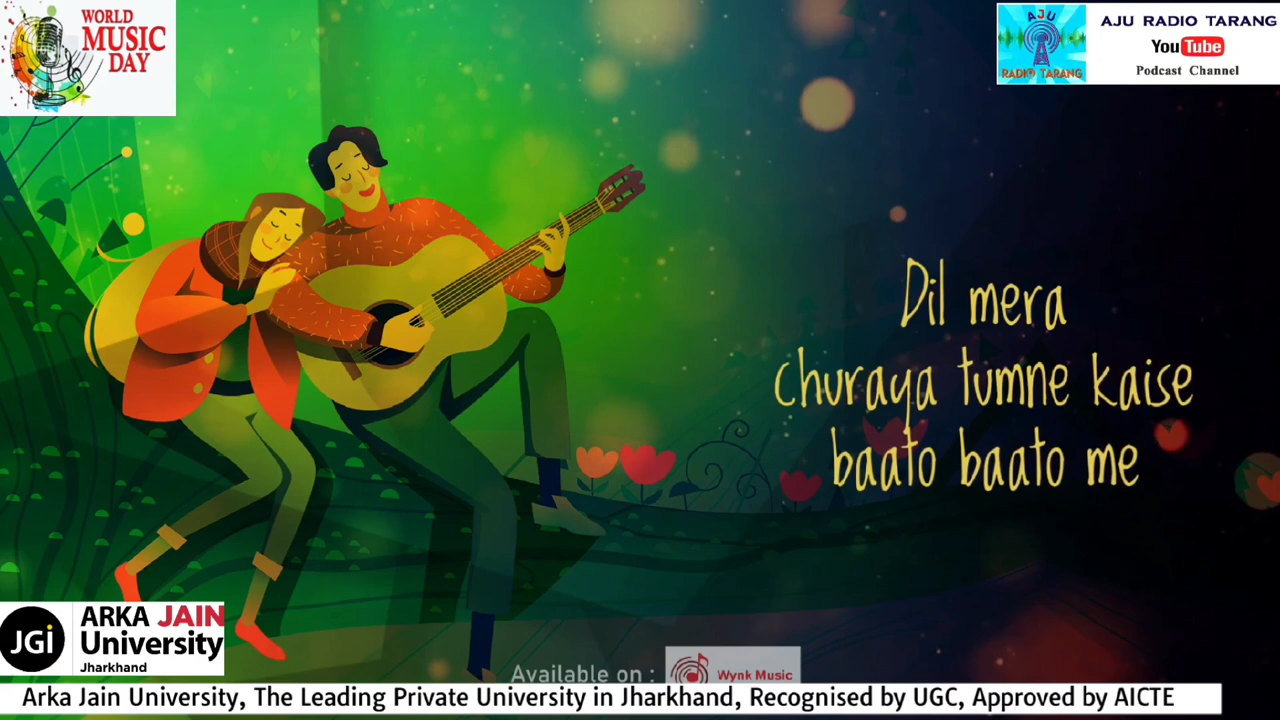 WORLD
MUSIC
DAY
AJU
RADIO TARANG
AJU RADIO TARANG
YouTube
Podcast Channel
Dil mera
churaya tumne kaise
baato baato me
JGi
ARKA JAIN
University
Jharkhand
Available on : Wynk Music
Arka Jain University, The Leading Private University in Jharkhand, Recognised by UGC, Approved by AICTE